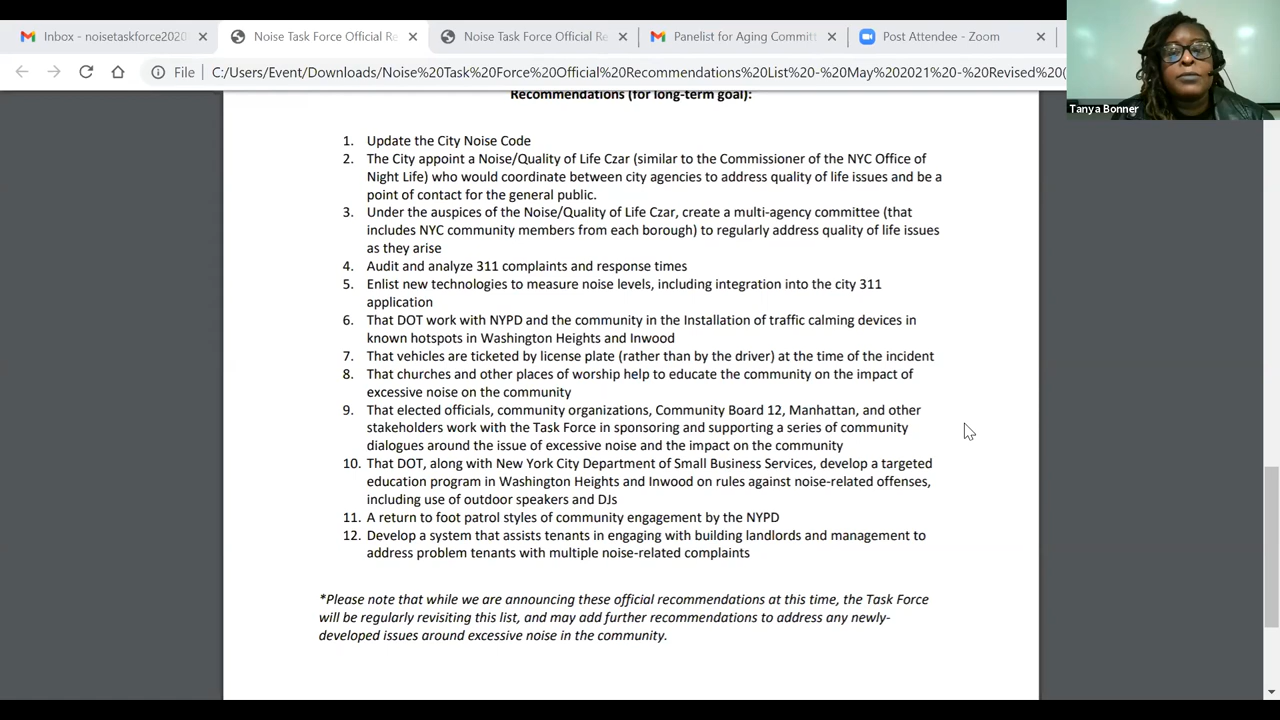 Inbox - noisetaskforce2020
Noise Task Force Official Re
Noise Task Force Official Re
Panelist for Aging Committ
Post Attendee - Zoom
File
C:/Users/Event/Downloads/Noise%20Task%20Force%20Official%20Recommendations%20List%20-%20May%202021%20-%20Revised%20(
Tanya Bonner
Recommendations (for long-term goal):
1. Update the City Noise Code
2. The City appoint a Noise/Quality of Life Czar (similar to the Commissioner of the NYC Office of
Night Life) who would coordinate between city agencies to address quality of life issues and be a
point of contact for the general public.
3. Under the auspices of the Noise/Quality of Life Czar, create a multi-agency committee (that
includes NYC community members from each borough) to regularly address quality of life issues
as they arise
4. Audit and analyze 311 complaints and response times
5. Enlist new technologies to measure noise levels, including integration into the city 311
application
6. That DOT work with NYPD and the community in the Installation of traffic calming devices in
known hotspots in Washington Heights and Inwood
7. That vehicles are ticketed by license plate (rather than by the driver) at the time of the incident
8. That churches and other places of worship help to educate the community on the impact of
excessive noise on the community
9. That elected officials, community organizations, Community Board 12, Manhattan, and other
stakeholders work with the Task Force in sponsoring and supporting a series of community
dialogues around the issue of excessive noise and the impact on the community
10. That DOT, along with New York City Department of Small Business Services, develop a targeted
education program in Washington Heights and Inwood on rules against noise-related offenses,
including use of outdoor speakers and DJs
11. A return to foot patrol styles of community engagement by the NYPD
12. Develop a system that assists tenants in engaging with building landlords and management to
address problem tenants with multiple noise-related complaints
*Please note that while we are announcing these official recommendations at this time, the Task Force
will be regularly revisiting this list, and may add further recommendations to address any newly-
developed issues around excessive noise in the community.